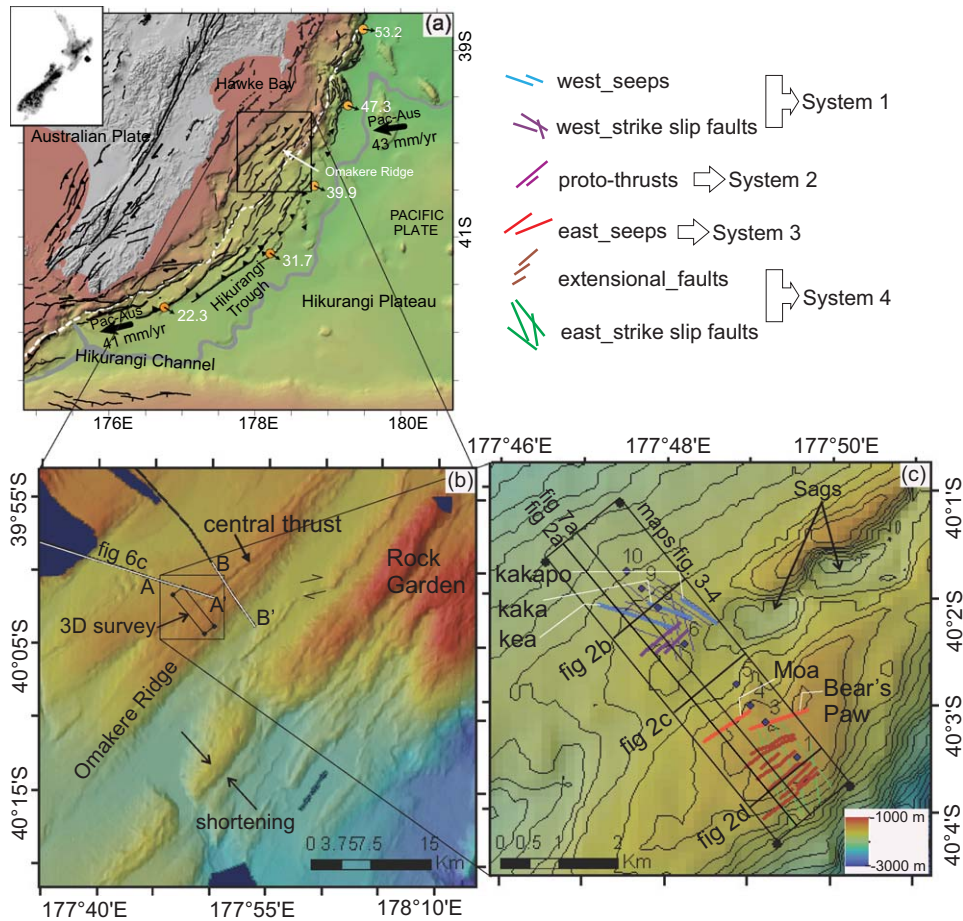 (a)
53.2
39S
Hawke Bay
47.3
Australian Plate
Pac-Aus
43 mm/yr
Omakere Ridge
39.9
PACIFIC
PLATE
41S
31.7
Hikurangi
Trough
Hikurangi Plateau
22.3
Pac-Aus
41 mm/yr
Hikurangi Channel
176E
178E
180E
west_seeps
System 1
west_strike slip faults
proto-thrusts
System 2
east_seeps
System 3
extensional_faults
System 4
east_strike slip faults
(b)
39°55'S
central thrust
fig 6c
B
Rock
Garden
A
A'
3D survey
B'
40°05'S
Omakere Ridge
40°15'S
shortening
0 3.75 7.5 15
Km
177°40'E
177°55'E
178°10'E
177°46'E
177°48'E
177°50'E
(c)
Sags
40°1'S
fig 7a
fig 2a
maps fig. 3-4
10
9
kakapo
kaka
kea
6
40°2'S
fig 2b
Moa
5
4
Bear's
Paw
3
2
40°3'S
fig 2c
1
fig 2d
40°4'S
-1000 m
-3000 m
0 0.5 1 2
Km